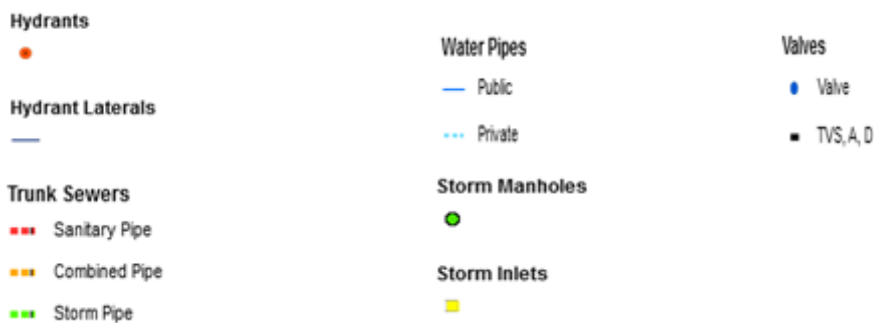 Hydrants
Hydrant Laterals
Trunk Sewers
Sanitary Pipe
Combined Pipe
Storm Pipe
Water Pipes
Public
Private
Storm Manholes
Storm Inlets
Valves
Valve
TVS, A, D